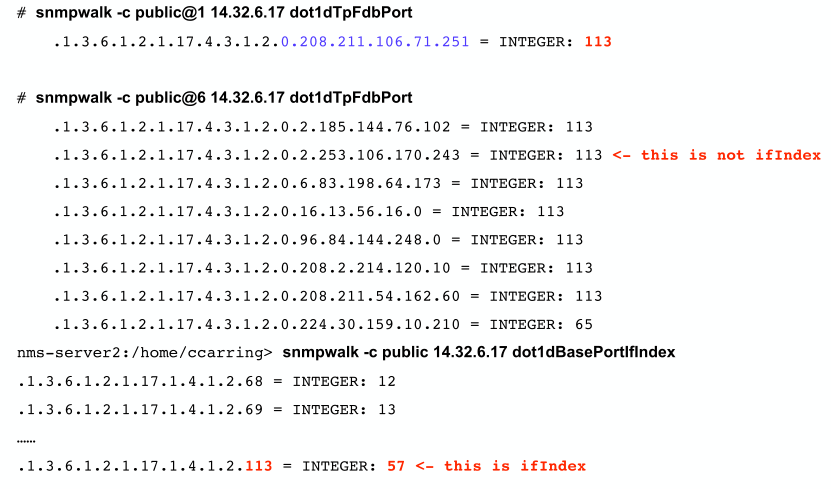 # snmpwalk -c public@1 14.32.6.17 dot1dTpFdbPort
.1.3.6.1.2.1.17.4.3.1.2.0.208.211.106.71.251 = INTEGER: 113
# snmpwalk -c public@6 14.32.6.17 dot1dTpFdbPort
.1.3.6.1.2.1.17.4.3.1.2.0.2.185.144.76.102 = INTEGER: 113
.1.3.6.1.2.1.17.4.3.1.2.0.2.253.106.170.243 = INTEGER: 113 <- this is not ifIndex
.1.3.6.1.2.1.17.4.3.1.2.0.6.83.198.64.173 = INTEGER: 113
.1.3.6.1.2.1.17.4.3.1.2.0.16.13.56.16.0 = INTEGER: 113
.1.3.6.1.2.1.17.4.3.1.2.0.96.84.144.248.0 = INTEGER: 113
.1.3.6.1.2.1.17.4.3.1.2.0.208.2.214.120.10 = INTEGER: 113
.1.3.6.1.2.1.17.4.3.1.2.0.208.211.54.162.60 = INTEGER: 113
.1.3.6.1.2.1.17.4.3.1.2.0.224.30.159.10.210 = INTEGER: 65
nms-server2:/home/ccarring> snmpwalk -c public 14.32.6.17 dot1dBasePortIfIndex
.1.3.6.1.2.1.17.1.4.1.2.68 = INTEGER: 12
.1.3.6.1.2.1.17.1.4.1.2.69 = INTEGER: 13
……
.1.3.6.1.2.1.17.1.4.1.2.113 = INTEGER: 57 <- this is ifIndex